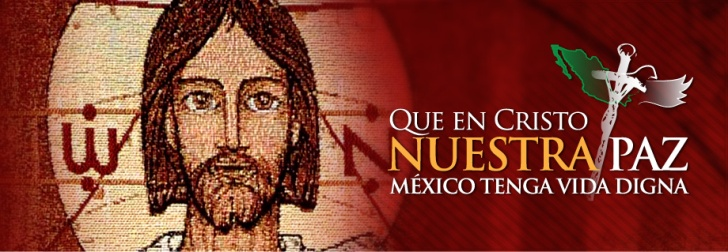 QUE EN CRISTO
NUESTRA PAZ
MÉXICO TENGA VIDA DIGNA